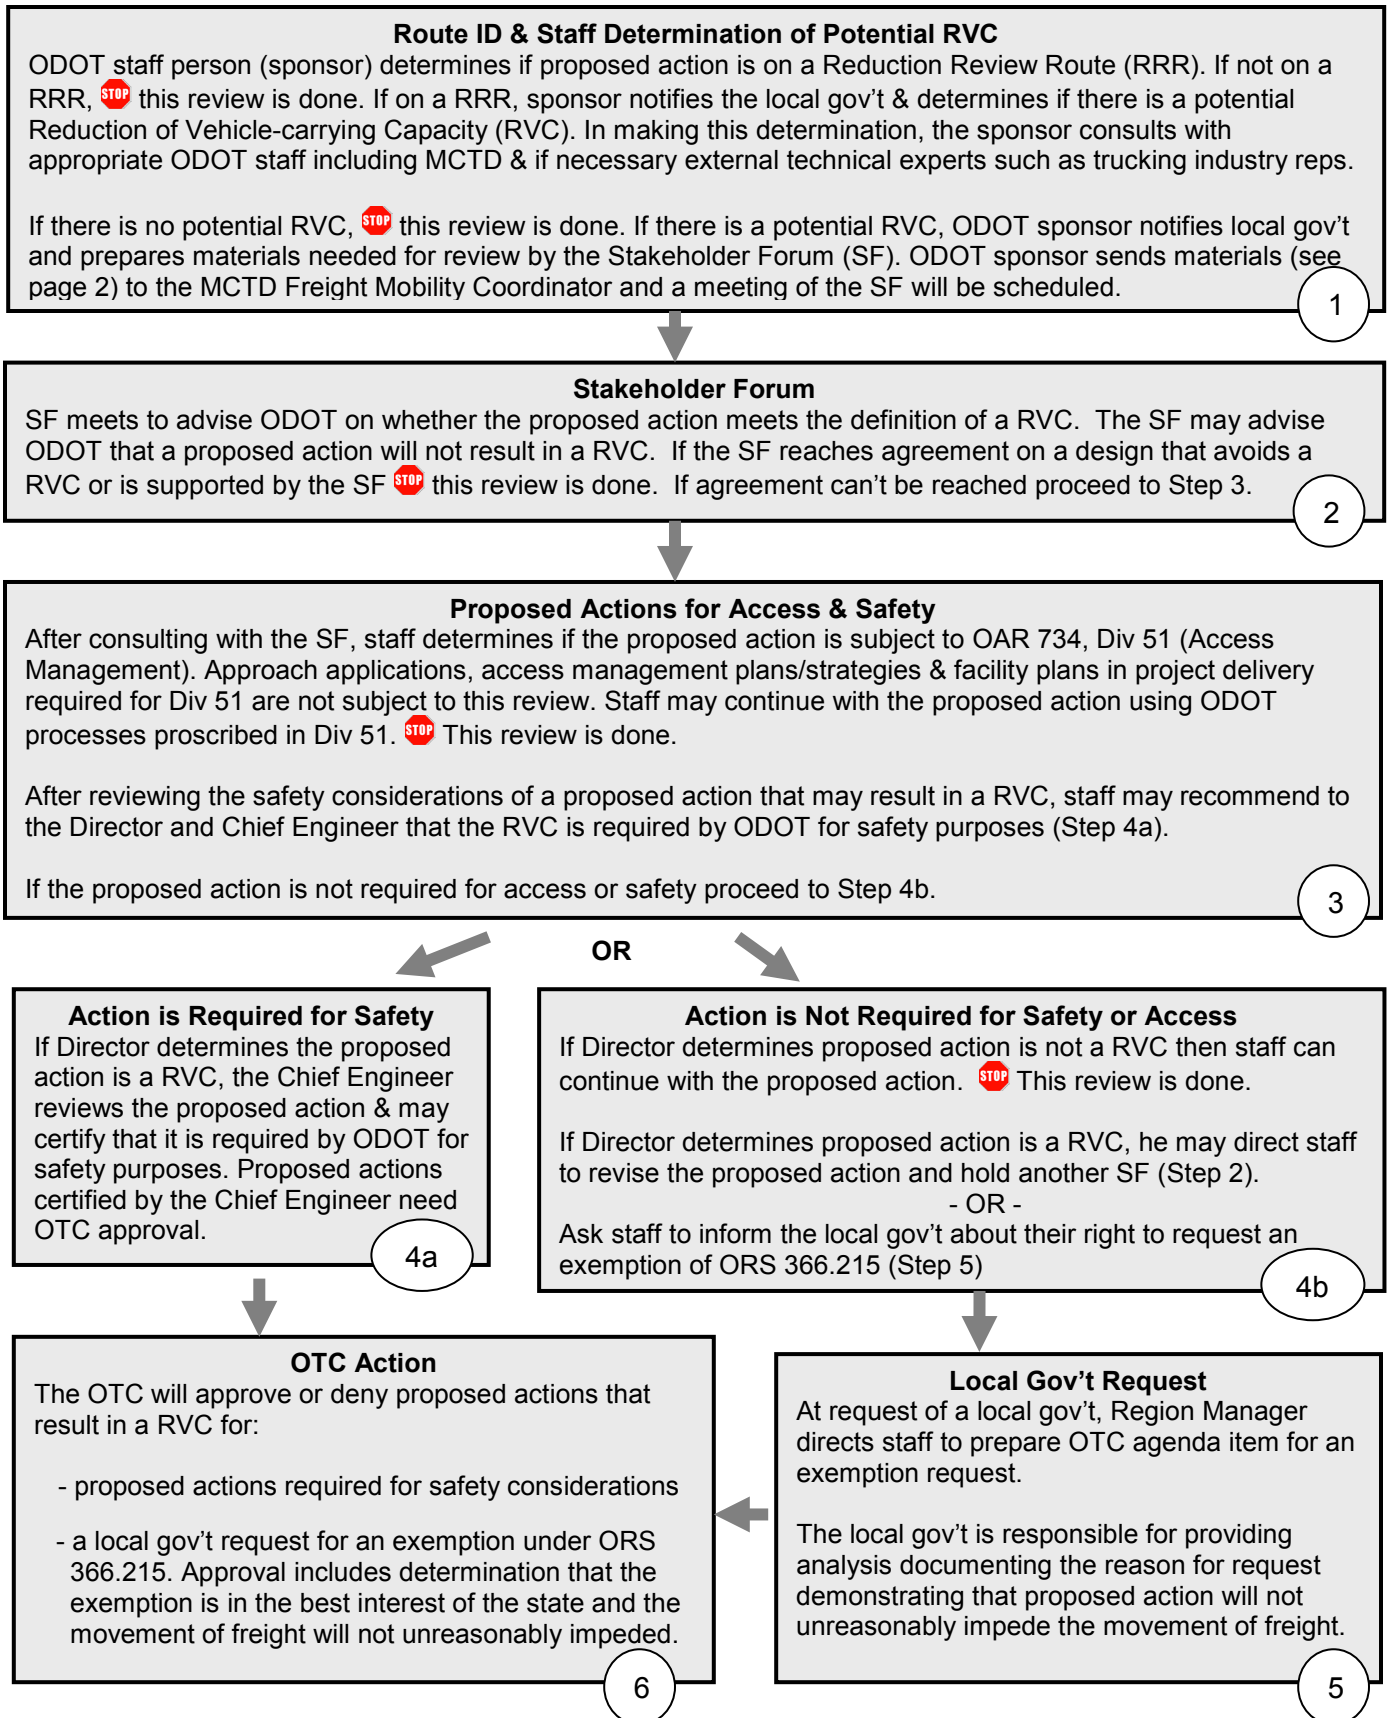 Route ID & Staff Determination of Potential RVC
ODOT staff person (sponsor) determines if proposed action is on a Reduction Review Route (RRR). If not on a
RRR, STOP this review is done. If on a RRR, sponsor notifies the local gov't & determines if there is a potential
Reduction of Vehicle-carrying Capacity (RVC). In making this determination, the sponsor consults with
appropriate ODOT staff including MCTD & if necessary external technical experts such as trucking industry reps.
If there is no potential RVC, STOP this review is done. If there is a potential RVC, ODOT sponsor notifies local gov't
and prepares materials needed for review by the Stakeholder Forum (SF). ODOT sponsor sends materials (see
page 2) to the MCTD Freight Mobility Coordinator and a meeting of the SF will be scheduled.
1
Stakeholder Forum
SF meets to advise ODOT on whether the proposed action meets the definition of a RVC. The SF may advise
ODOT that a proposed action will not result in a RVC. If the SF reaches agreement on a design that avoids a
RVC or is supported by the SF STOP this review is done. If agreement can't be reached proceed to Step 3.
2
Proposed Actions for Access & Safety
After consulting with the SF, staff determines if the proposed action is subject to OAR 734, Div 51 (Access
Management). Approach applications, access management plans/strategies & facility plans in project delivery
required for Div 51 are not subject to this review. Staff may continue with the proposed action using ODOT
processes proscribed in Div 51. STOP This review is done.
After reviewing the safety considerations of a proposed action that may result in a RVC, staff may recommend to
the Director and Chief Engineer that the RVC is required by ODOT for safety purposes (Step 4a).
If the proposed action is not required for access or safety proceed to Step 4b.
3
OR
Action is Required for Safety
If Director determines the proposed
action is a RVC, the Chief Engineer
reviews the proposed action & may
certify that it is required by ODOT for
safety purposes. Proposed actions
certified by the Chief Engineer need
OTC approval.
4a
Action is Not Required for Safety or Access
If Director determines proposed action is not a RVC then staff can
continue with the proposed action. STOP This review is done.
If Director determines proposed action is a RVC, he may direct staff
to revise the proposed action and hold another SF (Step 2).
- OR -
Ask staff to inform the local gov't about their right to request an
exemption of ORS 366.215 (Step 5)
4b
OTC Action
The OTC will approve or deny proposed actions that
result in a RVC for:
- proposed actions required for safety considerations
- a local gov't request for an exemption under ORS
366.215. Approval includes determination that the
exemption is in the best interest of the state and the
movement of freight will not unreasonably impeded.
6
Local Gov't Request
At request of a local gov't, Region Manager
directs staff to prepare OTC agenda item for an
exemption request.
The local gov't is responsible for providing
analysis documenting the reason for request
demonstrating that proposed action will not
unreasonably impede the movement of freight.
5